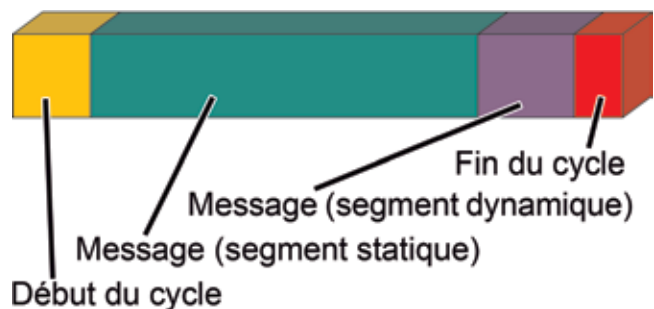 Fin du cycle
Message (segment dynamique)
Message (segment statique)
Début du cycle